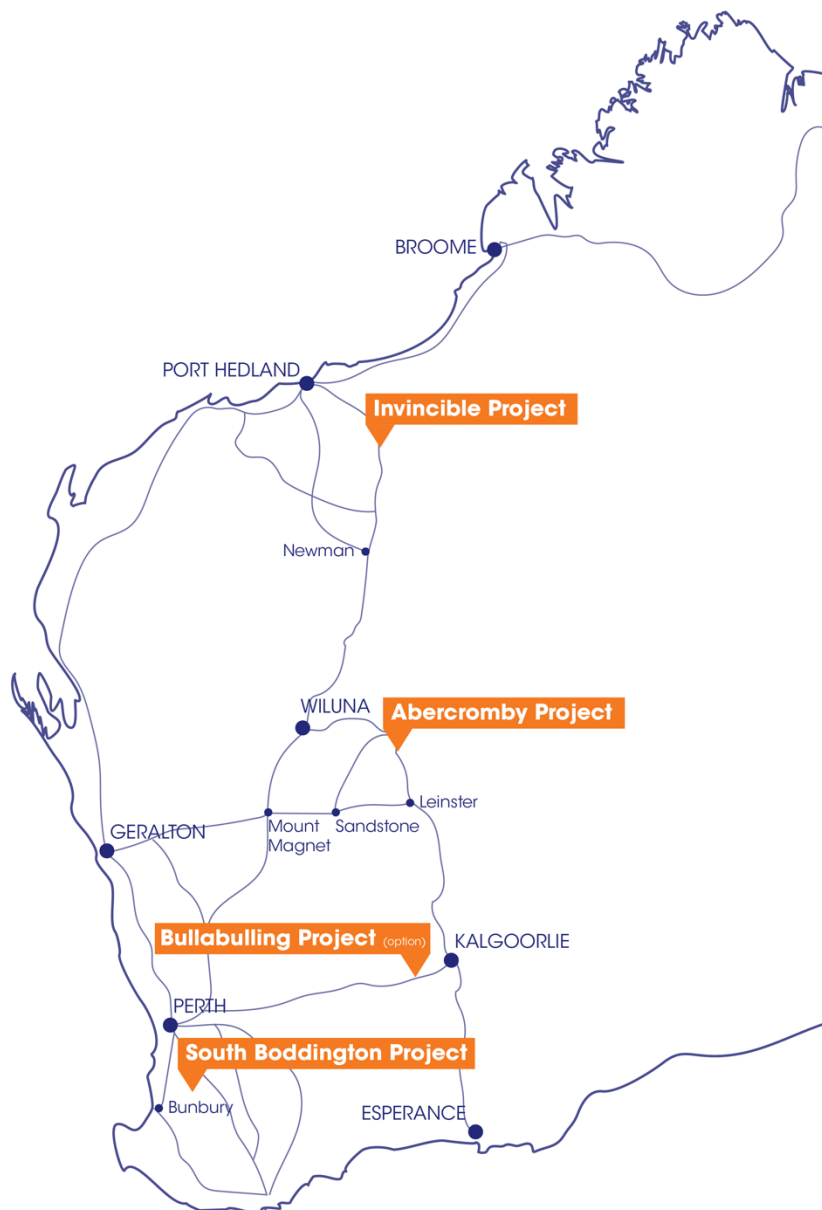 BROOME
PORT HEDLAND
Invincible Project
Newman
WILUNA
Abercromby Project
Leinster
Mount
Magnet
Sandstone
GERALTON
Bullabulling Project (option)
KALGOORLIE
PERTH
South Boddington Project
Bunbury
ESPERANCE